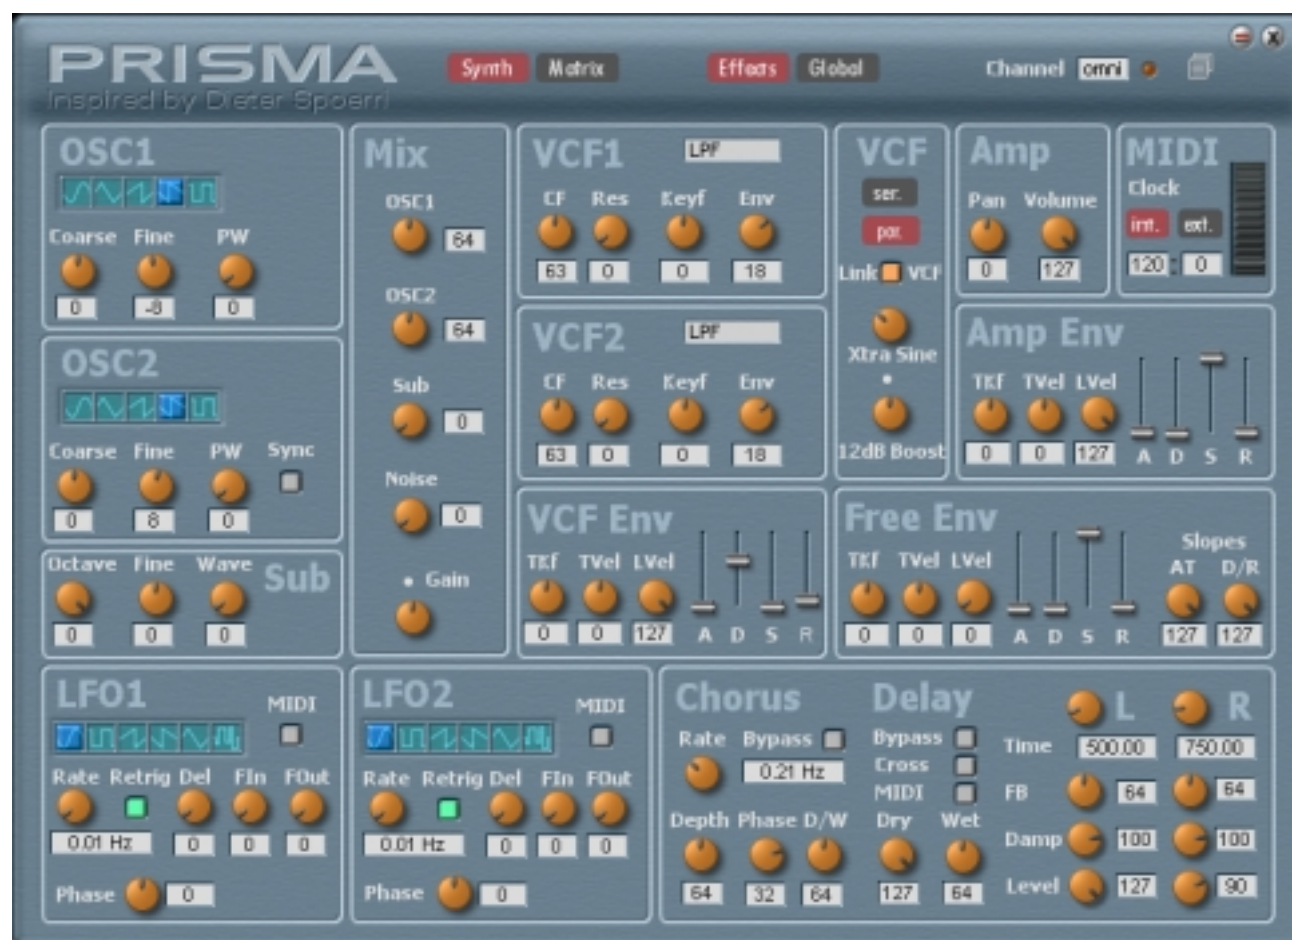 PRISMA
Inspired by Dieter Spoerri
Synth Matrix Effects Global Channel omni
OSC1
Coarse Fine PW
0 -8 0
OSC2
Coarse Fine PW Sync
0 8 0
Octave Fine Wave Sub
0 0 0
Mix
OSC1
64
OSC2
64
Sub
0
Noise
0
Gain
VCF1 LPF
CF Res Keyf Env
63 0 0 18
VCF2 LPF
CF Res Keyf Env
63 0 0 18
VCF
ser.
par.
Link VCF
Xtra Sine
12dB Boost
Amp
Pan Volume
0 127
MIDI
Clock
int. ext.
120 : 0
Amp Env
TKf TVel LVel
0 0 127 A D S R
VCF Env
TKf TVel LVel
0 0 127 A D S R
Free Env
Slopes
TKf TVel LVel AT D/R
0 0 0 A D S R 127 127
LFO1 MIDI
Rate Retrig Del FIn FOut
0.01 Hz 0 0 0
Phase 0
LFO2 MIDI
Rate Retrig Del FIn FOut
0.01 Hz 0 0 0
Phase 0
Chorus
Rate Bypass
0.21 Hz
Depth Phase D/W
64 32 64
Delay
Bypass
Cross
MIDI
Dry Wet
127 64
L R
Time 500.00 750.00
FB 64 64
Damp 100 100
Level 127 90